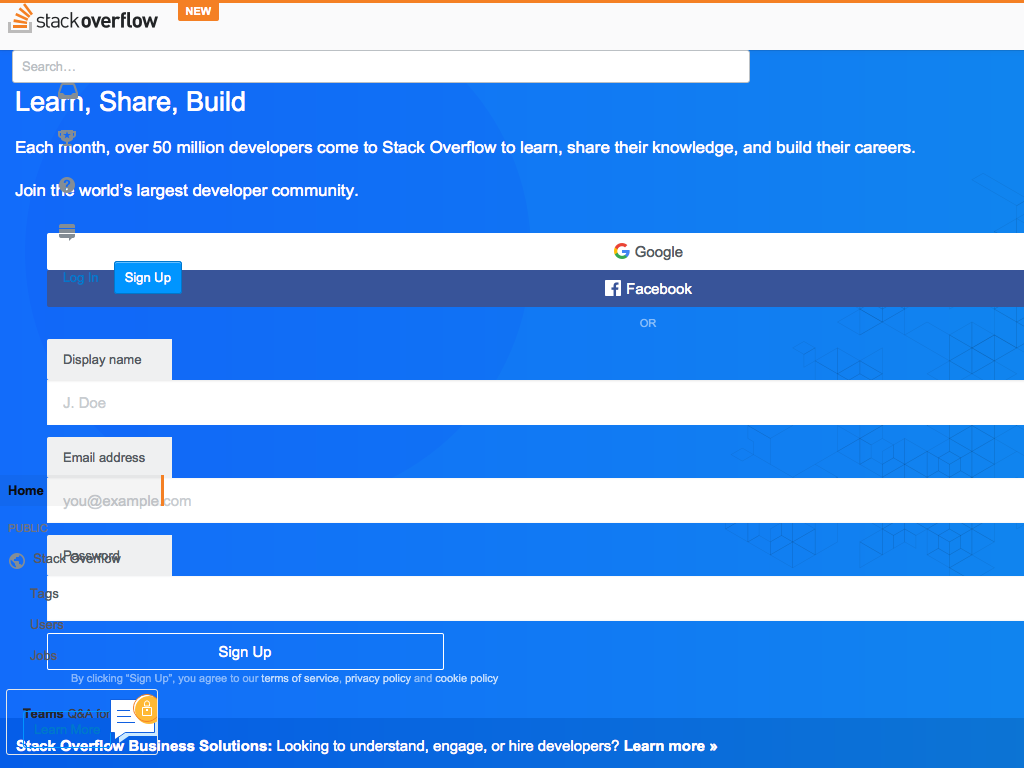 stackoverflow
NEW
Search…
Learn, Share, Build
Each month, over 50 million developers come to Stack Overflow to learn, share their knowledge, and build their careers.
Join the world’s largest developer community.
Google
Log In
Sign Up
Facebook
OR
Display name
J. Doe
Email address
Home
you@example.com
PUBLIC
Password
Stack Overflow
Tags
Users
Jobs
Sign Up
By clicking “Sign Up”, you agree to our terms of service, privacy policy and cookie policy
Teams Q&A for
Learn More
Stack Overflow Business Solutions: Looking to understand, engage, or hire developers? Learn more »